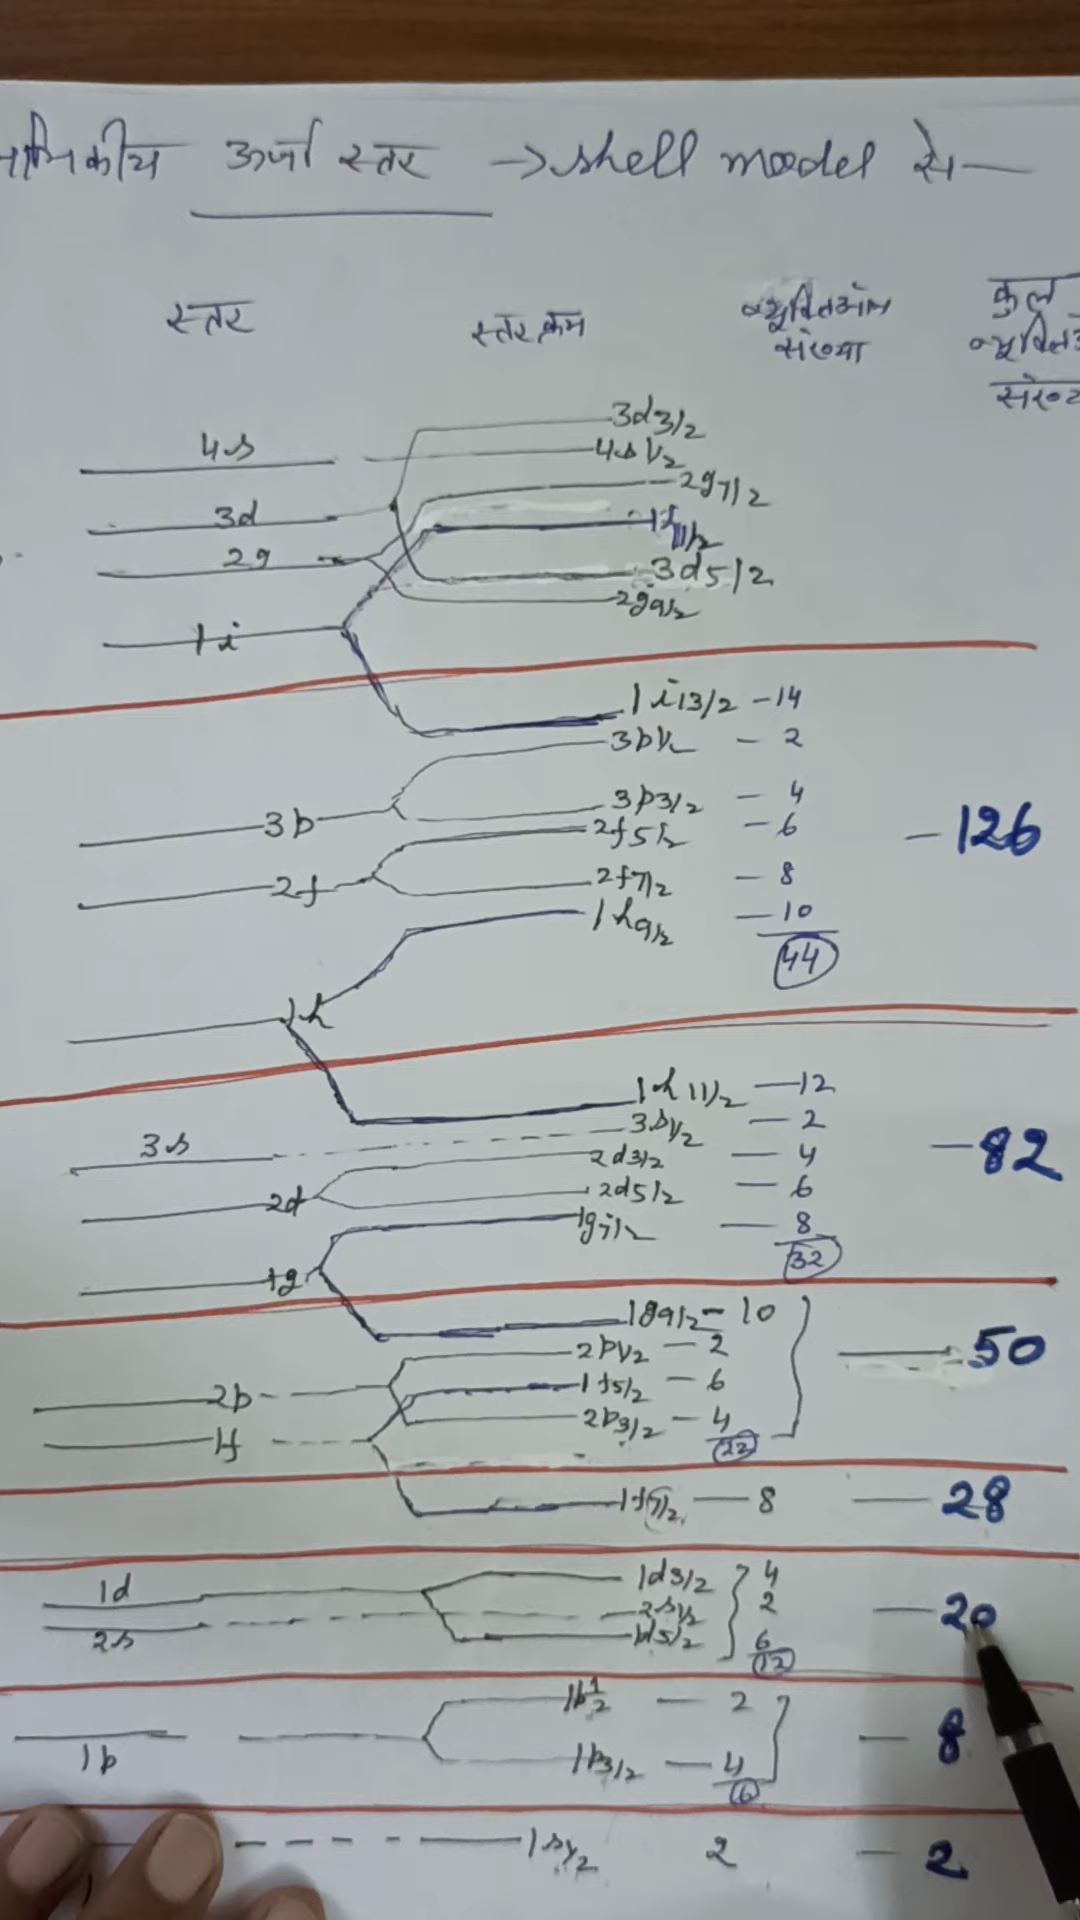 नाभिकीय ऊर्जा स्तर → shell model से—
स्तर स्तर क्रम न्यूक्लिऑन संख्या कुल
3d3/2
4s 4s1/2
2g7/2
3d
2g 3d5/2
2g9/2
1i
1i13/2 - 14
3p1/2 - 2
3p3/2 - 4
3p 2f5/2 - 6 - 126
2f 2f7/2 - 8
1h9/2 - 10
44
1h
1h11/2 - 12
3s 3s1/2 - 2
2d3/2 - 4 - 82
2d 2d5/2 - 6
1g7/2 - 8
1g 32
1g9/2 - 10
2p1/2 - 2 - 50
2p 1f5/2 - 6
1f 2p3/2 - 4
22
1f7/2 - 8 - 28
1d 1d3/2 4
2s 2s1/2 2 - 20
1d5/2 6
12
1p1/2 - 2
1p - 8
1p3/2 - 4
6
1s1/2 2 - 2